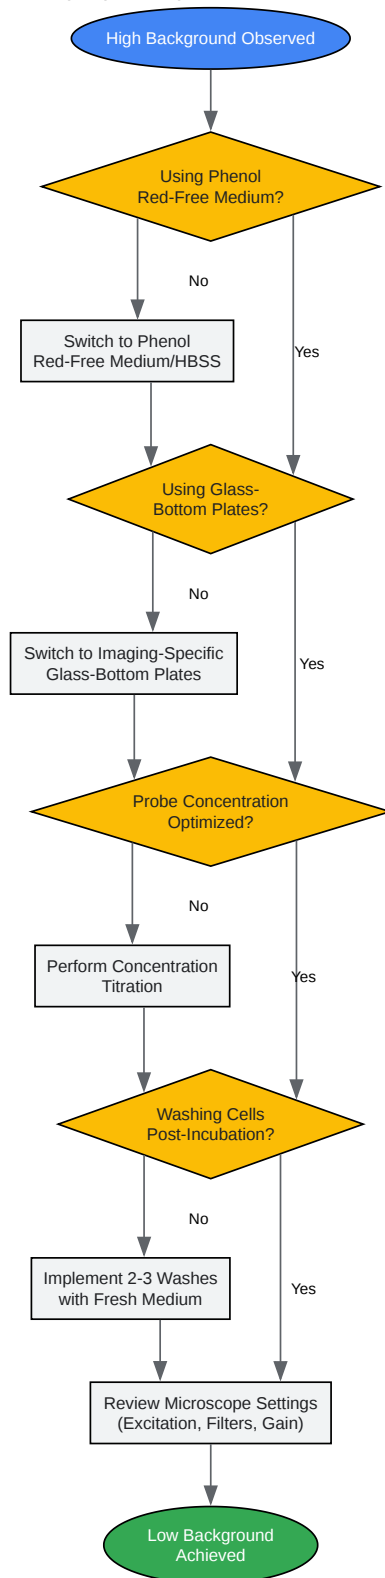 High Background Observed
Using Phenol
Red-Free Medium?
No
Switch to Phenol
Red-Free Medium/HBSS
Yes
Using Glass-
Bottom Plates?
No
Switch to Imaging-Specific
Glass-Bottom Plates
Yes
Probe Concentration
Optimized?
No
Perform Concentration
Titration
Yes
Washing Cells
Post-Incubation?
No
Implement 2-3 Washes
with Fresh Medium
Yes
Review Microscope Settings
(Excitation, Filters, Gain)
Low Background
Achieved